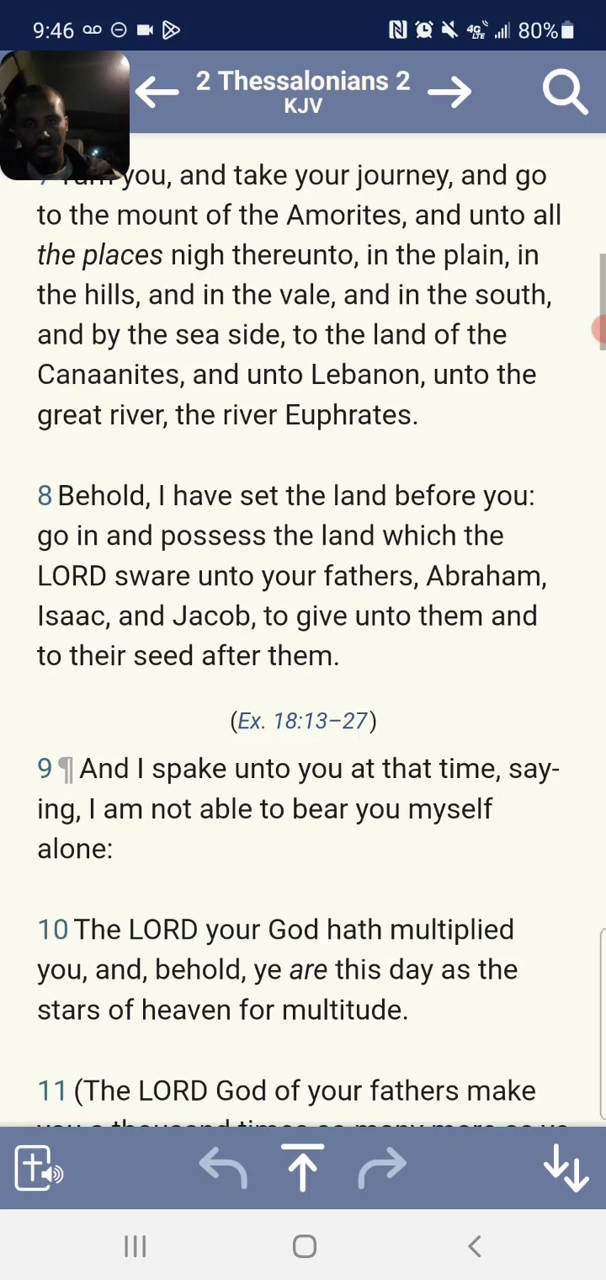 9:46
4G LTE 80%
2 Thessalonians 2
KJV
you, and take your journey, and go
to the mount of the Amorites, and unto all
the places nigh thereunto, in the plain, in
the hills, and in the vale, and in the south,
and by the sea side, to the land of the
Canaanites, and unto Lebanon, unto the
great river, the river Euphrates.
8 Behold, I have set the land before you:
go in and possess the land which the
LORD sware unto your fathers, Abraham,
Isaac, and Jacob, to give unto them and
to their seed after them.
(Ex. 18:13–27)
9 ¶ And I spake unto you at that time, say-
ing, I am not able to bear you myself
alone:
10 The LORD your God hath multiplied
you, and, behold, ye are this day as the
stars of heaven for multitude.
11 (The LORD God of your fathers make